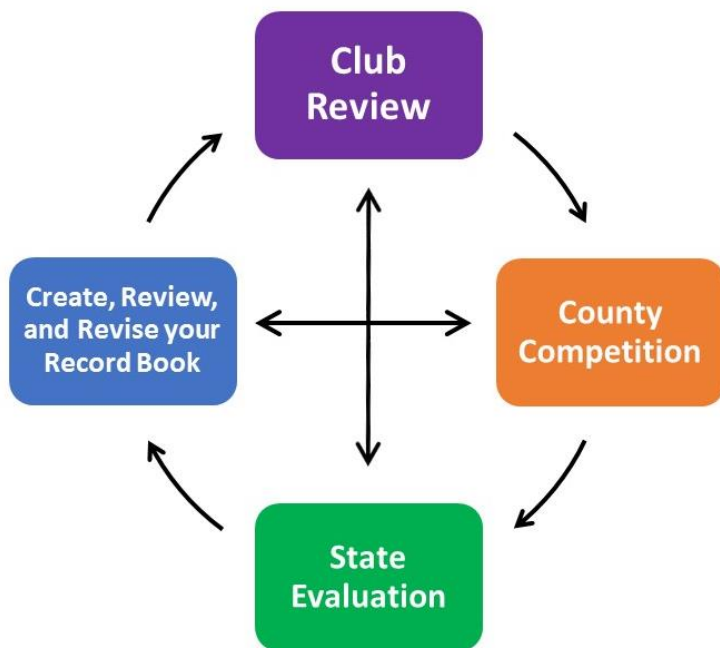 Club
Review
Create, Review,
and Revise your
Record Book
County
Competition
State
Evaluation